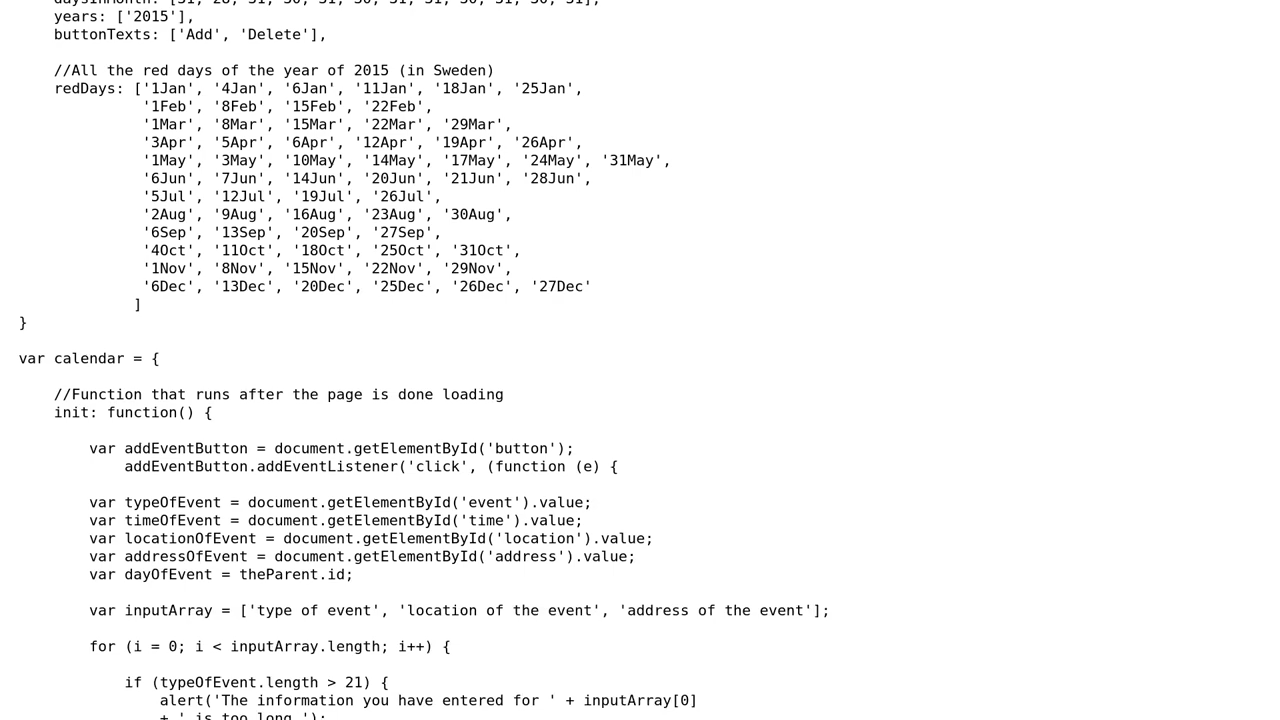 daysInMonth: [31, 28, 31, 30, 31, 30, 31, 31, 30, 31, 30, 31],
years: ['2015'],
buttonTexts: ['Add', 'Delete'],
//All the red days of the year of 2015 (in Sweden)
redDays: ['1Jan', '4Jan', '6Jan', '11Jan', '18Jan', '25Jan',
'1Feb', '8Feb', '15Feb', '22Feb',
'1Mar', '8Mar', '15Mar', '22Mar', '29Mar',
'3Apr', '5Apr', '6Apr', '12Apr', '19Apr', '26Apr',
'1May', '3May', '10May', '14May', '17May', '24May', '31May',
'6Jun', '7Jun', '14Jun', '20Jun', '21Jun', '28Jun',
'5Jul', '12Jul', '19Jul', '26Jul',
'2Aug', '9Aug', '16Aug', '23Aug', '30Aug',
'6Sep', '13Sep', '20Sep', '27Sep',
'4Oct', '11Oct', '18Oct', '25Oct', '31Oct',
'1Nov', '8Nov', '15Nov', '22Nov', '29Nov',
'6Dec', '13Dec', '20Dec', '25Dec', '26Dec', '27Dec'
]
}
var calendar = {
//Function that runs after the page is done loading
init: function() {
var addEventButton = document.getElementById('button');
addEventButton.addEventListener('click', (function (e) {
var typeOfEvent = document.getElementById('event').value;
var timeOfEvent = document.getElementById('time').value;
var locationOfEvent = document.getElementById('location').value;
var addressOfEvent = document.getElementById('address').value;
var dayOfEvent = theParent.id;
var inputArray = ['type of event', 'location of the event', 'address of the event'];
for (i = 0; i < inputArray.length; i++) {
if (typeOfEvent.length > 21) {
alert('The information you have entered for ' + inputArray[0]
+ ' is too long.');